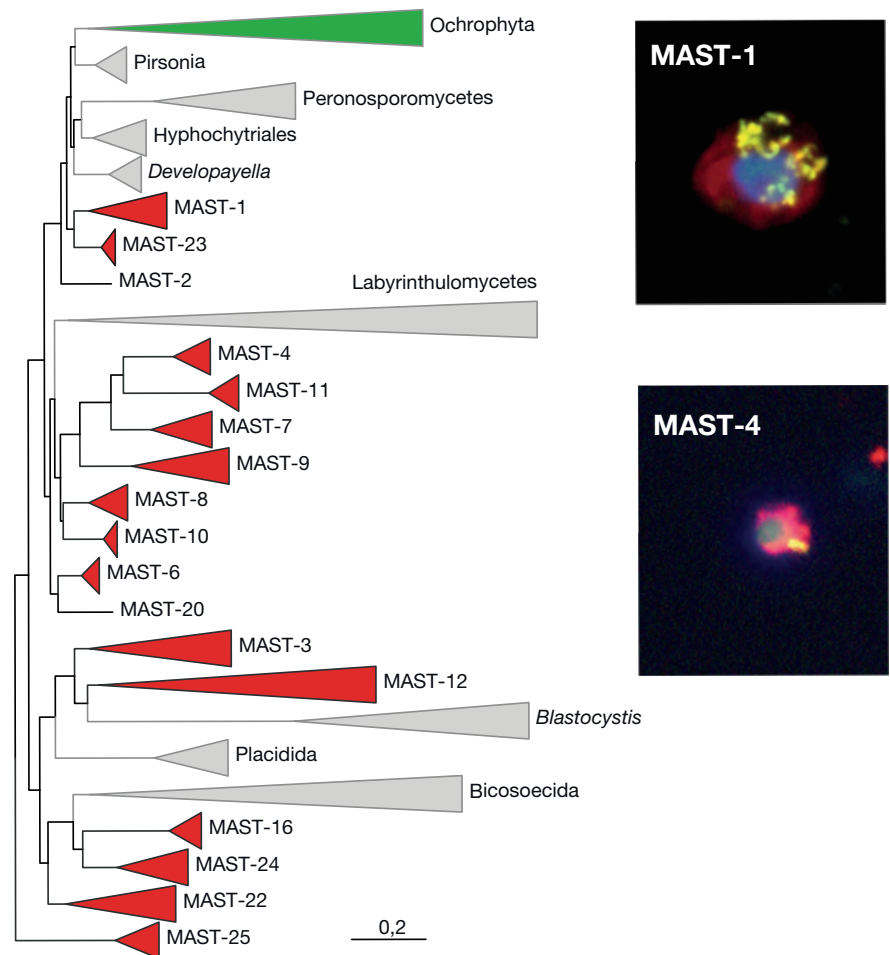 Ochrophyta
Pirsonia
Peronosporomycetes
Hyphochytriales
Developayella
MAST-1
MAST-23
MAST-2
Labyrinthulomycetes
MAST-4
MAST-11
MAST-7
MAST-9
MAST-8
MAST-10
MAST-6
MAST-20
MAST-3
MAST-12
Blastocystis
Placidida
Bicosoecida
MAST-16
MAST-24
MAST-22
MAST-25
0,2
MAST-1
MAST-4